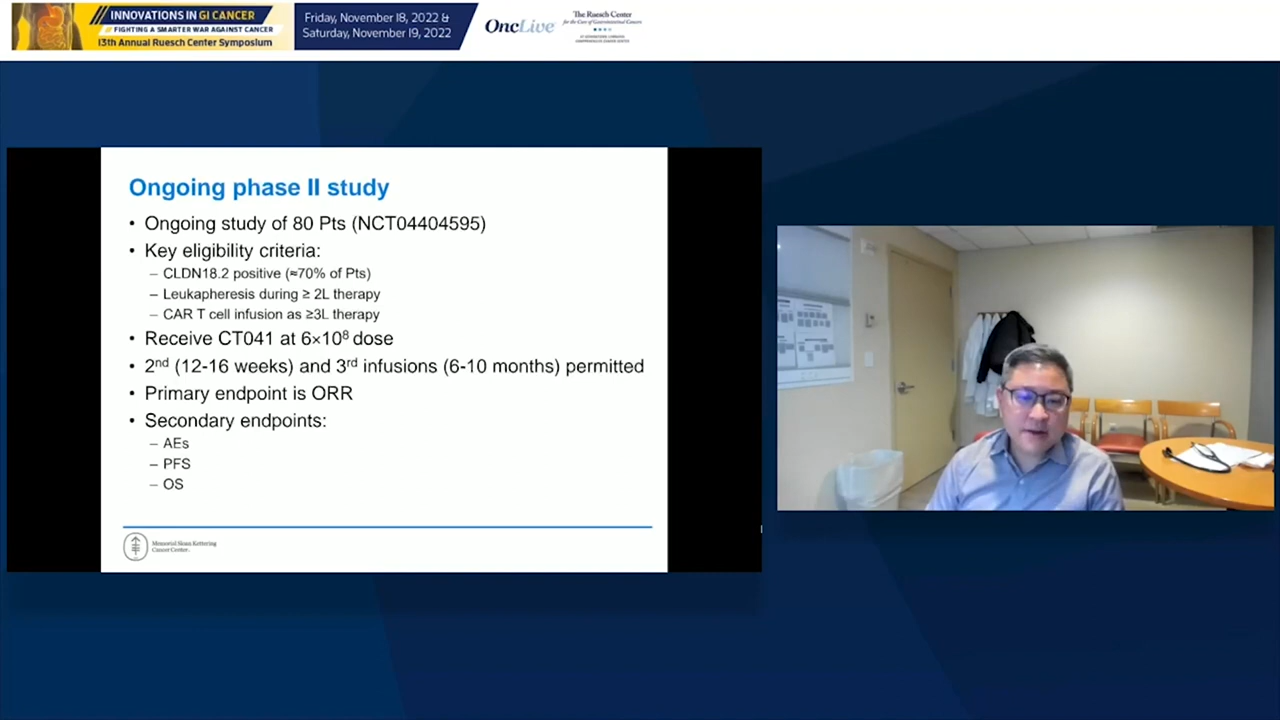 INNOVATIONS IN GI CANCER
FIGHTING A SMARTER WAR AGAINST CANCER
13th Annual Ruesch Center Symposium
Friday, November 18, 2022 &
Saturday, November 19, 2022
OncLive
The Ruesch Center
for the Cure of Gastrointestinal Cancers
Ongoing phase II study
• Ongoing study of 80 Pts (NCT04404595)
• Key eligibility criteria:
– CLDN18.2 positive (≈70% of Pts)
– Leukapheresis during ≥ 2L therapy
– CAR T cell infusion as ≥3L therapy
• Receive CT041 at 6×10⁸ dose
• 2nd (12-16 weeks) and 3rd infusions (6-10 months) permitted
• Primary endpoint is ORR
• Secondary endpoints:
– AEs
– PFS
– OS
Memorial Sloan Kettering
Cancer Center